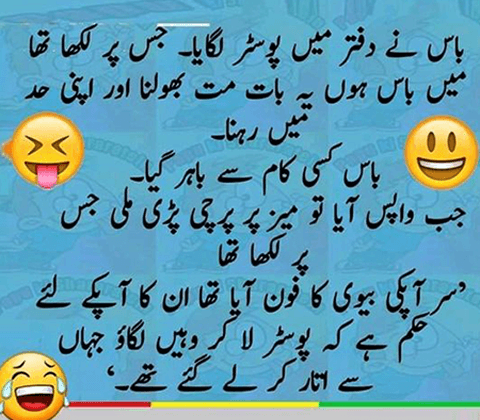 باس نے دفتر میں پوسٹر لگایا۔ جس پر لکھا تھا
میں باس ہوں یہ بات مت بھولنا اور اپنی حد
میں رہنا۔
باس کسی کام سے باہر گیا۔
جب واپس آیا تو میز پر پرچی پڑی ملی جس
پر لکھا تھا
’سر آپکی بیوی کا فون آیا تھا ان کا آپکے لئے
حکم ہے کہ پوسٹر لا کر وہیں لگاؤ جہاں
سے اتار کر لے گئے تھے۔‘